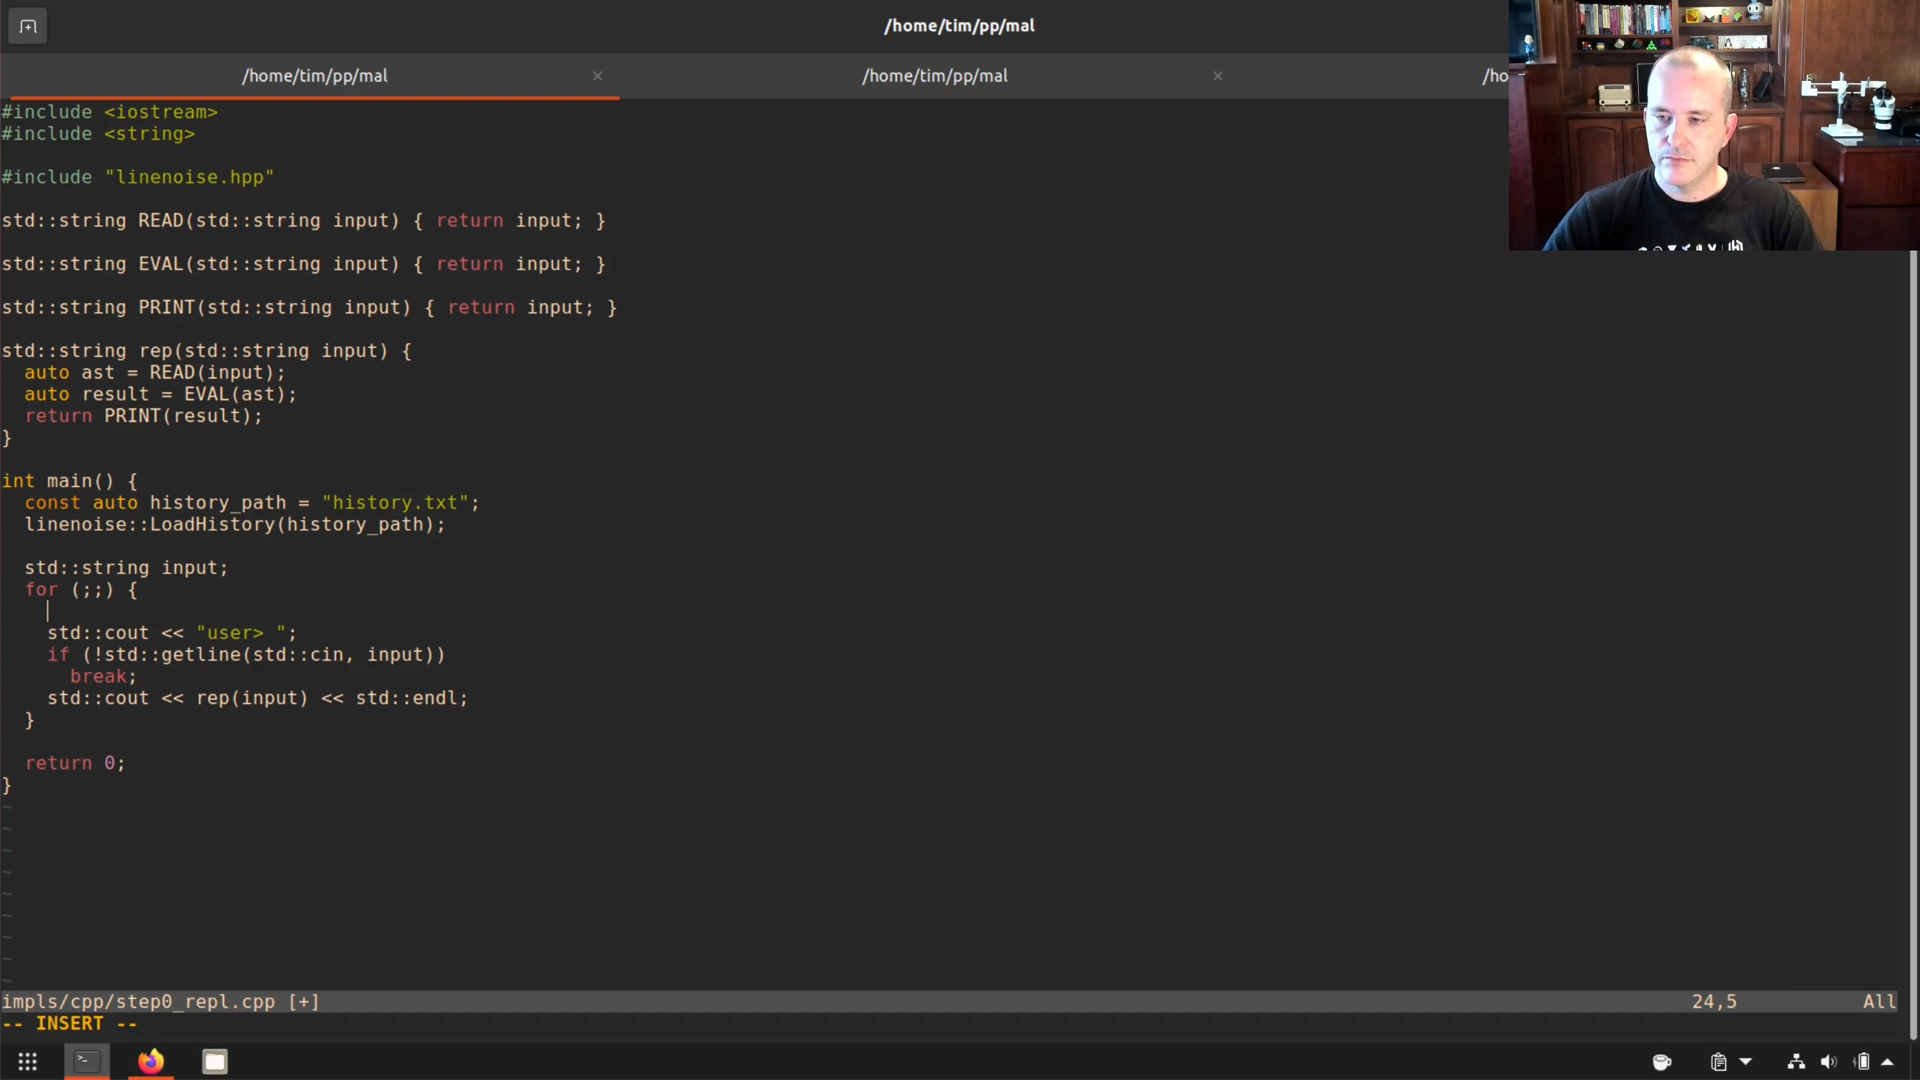 /home/tim/pp/mal
/home/tim/pp/mal
/home/tim/pp/mal
/ho
#include <iostream>
#include <string>
#include "linenoise.hpp"
std::string READ(std::string input) { return input; }
std::string EVAL(std::string input) { return input; }
std::string PRINT(std::string input) { return input; }
std::string rep(std::string input) {
  auto ast = READ(input);
  auto result = EVAL(ast);
  return PRINT(result);
}
int main() {
  const auto history_path = "history.txt";
  linenoise::LoadHistory(history_path);
  std::string input;
  for (;;) {
    std::cout << "user> ";
    if (!std::getline(std::cin, input))
      break;
    std::cout << rep(input) << std::endl;
  }
  return 0;
}
~
~
~
~
~
~
~
~
~
impls/cpp/step0_repl.cpp [+] 24,5 All
-- INSERT --